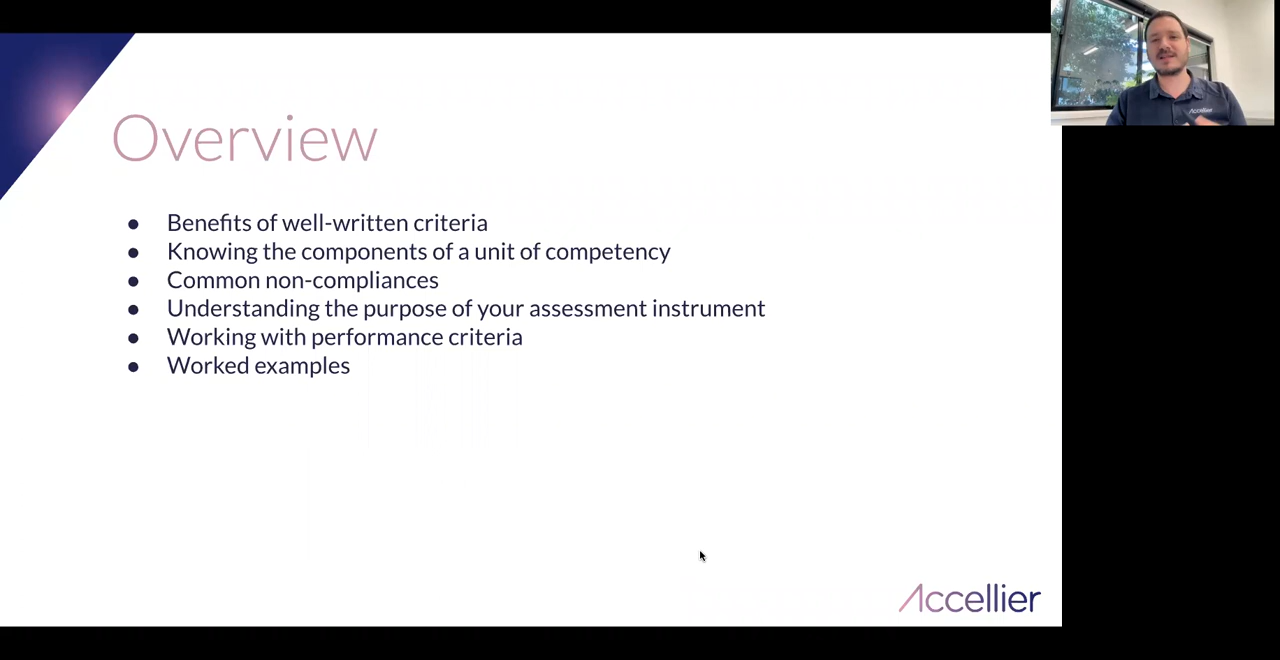 Overview
● Benefits of well-written criteria
● Knowing the components of a unit of competency
● Common non-compliances
● Understanding the purpose of your assessment instrument
● Working with performance criteria
● Worked examples
Accellier
Accellier